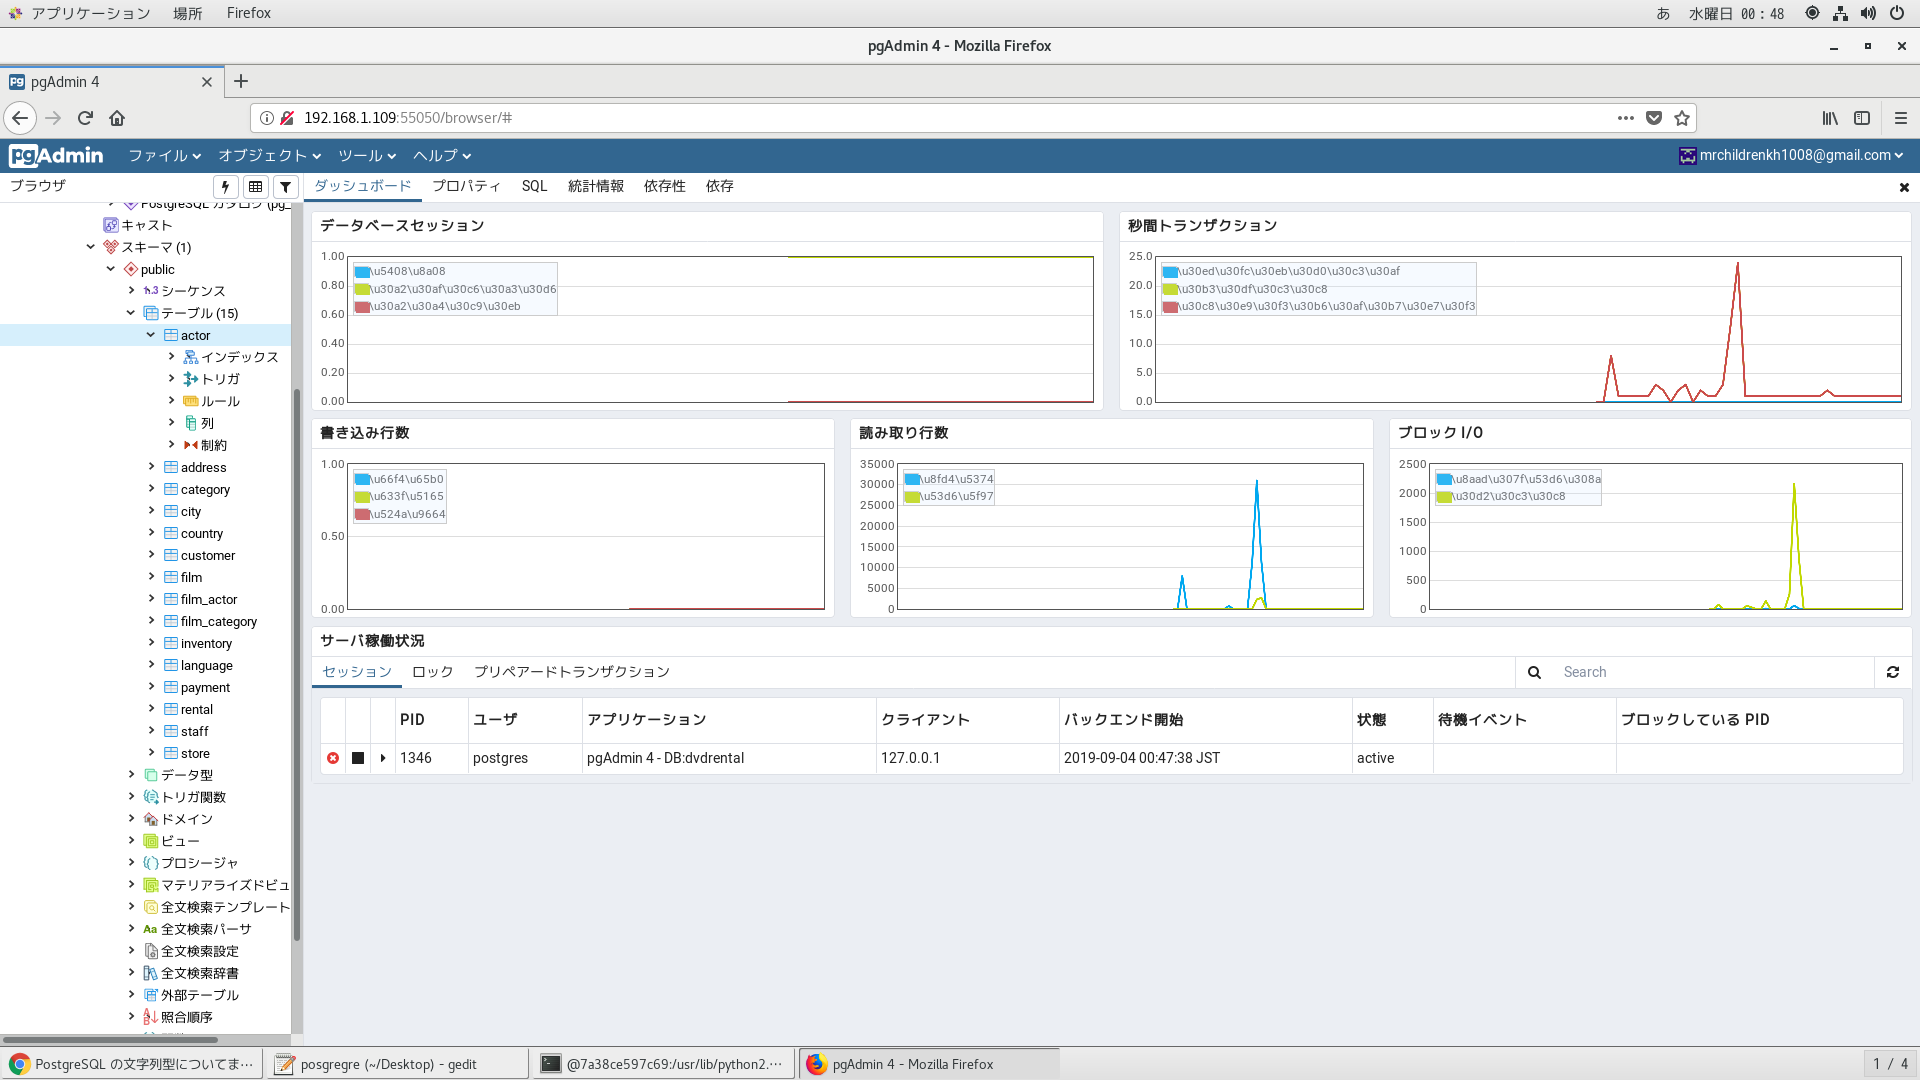 アプリケーション 場所 Firefox あ 水曜日 00：48
pgAdmin 4 - Mozilla Firefox
pgAdmin 4
192.168.1.109:55050/browser/#
pgAdmin ファイル オブジェクト ツール ヘルプ mrchildrenkh1008@gmail.com
ブラウザ
ダッシュボード プロパティ SQL 統計情報 依存性 依存
PostgreSQL カタログ (pg_
キャスト
スキーマ (1)
public
1..3 シーケンス
テーブル (15)
actor
インデックス
トリガ
ルール
列
制約
address
category
city
country
customer
film
film_actor
film_category
inventory
language
payment
rental
staff
store
データ型
トリガ関数
ドメイン
ビュー
プロシージャ
マテリアライズドビュ
全文検索テンプレート
Aa 全文検索パーサ
全文検索設定
全文検索辞書
外部テーブル
照合順序
データベースセッション
1.00
0.80
0.60
0.40
0.20
0.00
\u5408\u8a08
\u30a2\u30af\u30c6\u30a3\u30d6
\u30a2\u30a4\u30c9\u30eb
秒間トランザクション
25.0
20.0
15.0
10.0
5.0
0.0
\u30ed\u30fc\u30eb\u30d0\u30c3\u30af
\u30b3\u30df\u30c3\u30c8
\u30c8\u30e9\u30f3\u30b6\u30af\u30b7\u30e7\u30f3
書き込み行数
1.00
0.50
0.00
\u66f4\u65b0
\u633f\u5165
\u524a\u9664
読み取り行数
35000
30000
25000
20000
15000
10000
5000
0
\u8fd4\u5374
\u53d6\u5f97
ブロック I/O
2500
2000
1500
1000
500
0
\u8aad\u307f\u53d6\u308a
\u30d2\u30c3\u30c8
サーバ稼働状況
セッション ロック プリペアードトランザクション Search
PID ユーザ アプリケーション クライアント バックエンド開始 状態 待機イベント ブロックしている PID
1346 postgres pgAdmin 4 - DB:dvdrental 127.0.0.1 2019-09-04 00:47:38 JST active
PostgreSQL の文字列型についてま… posgregre (~/Desktop) - gedit @7a38ce597c69:/usr/lib/python2.… pgAdmin 4 - Mozilla Firefox 1 / 4